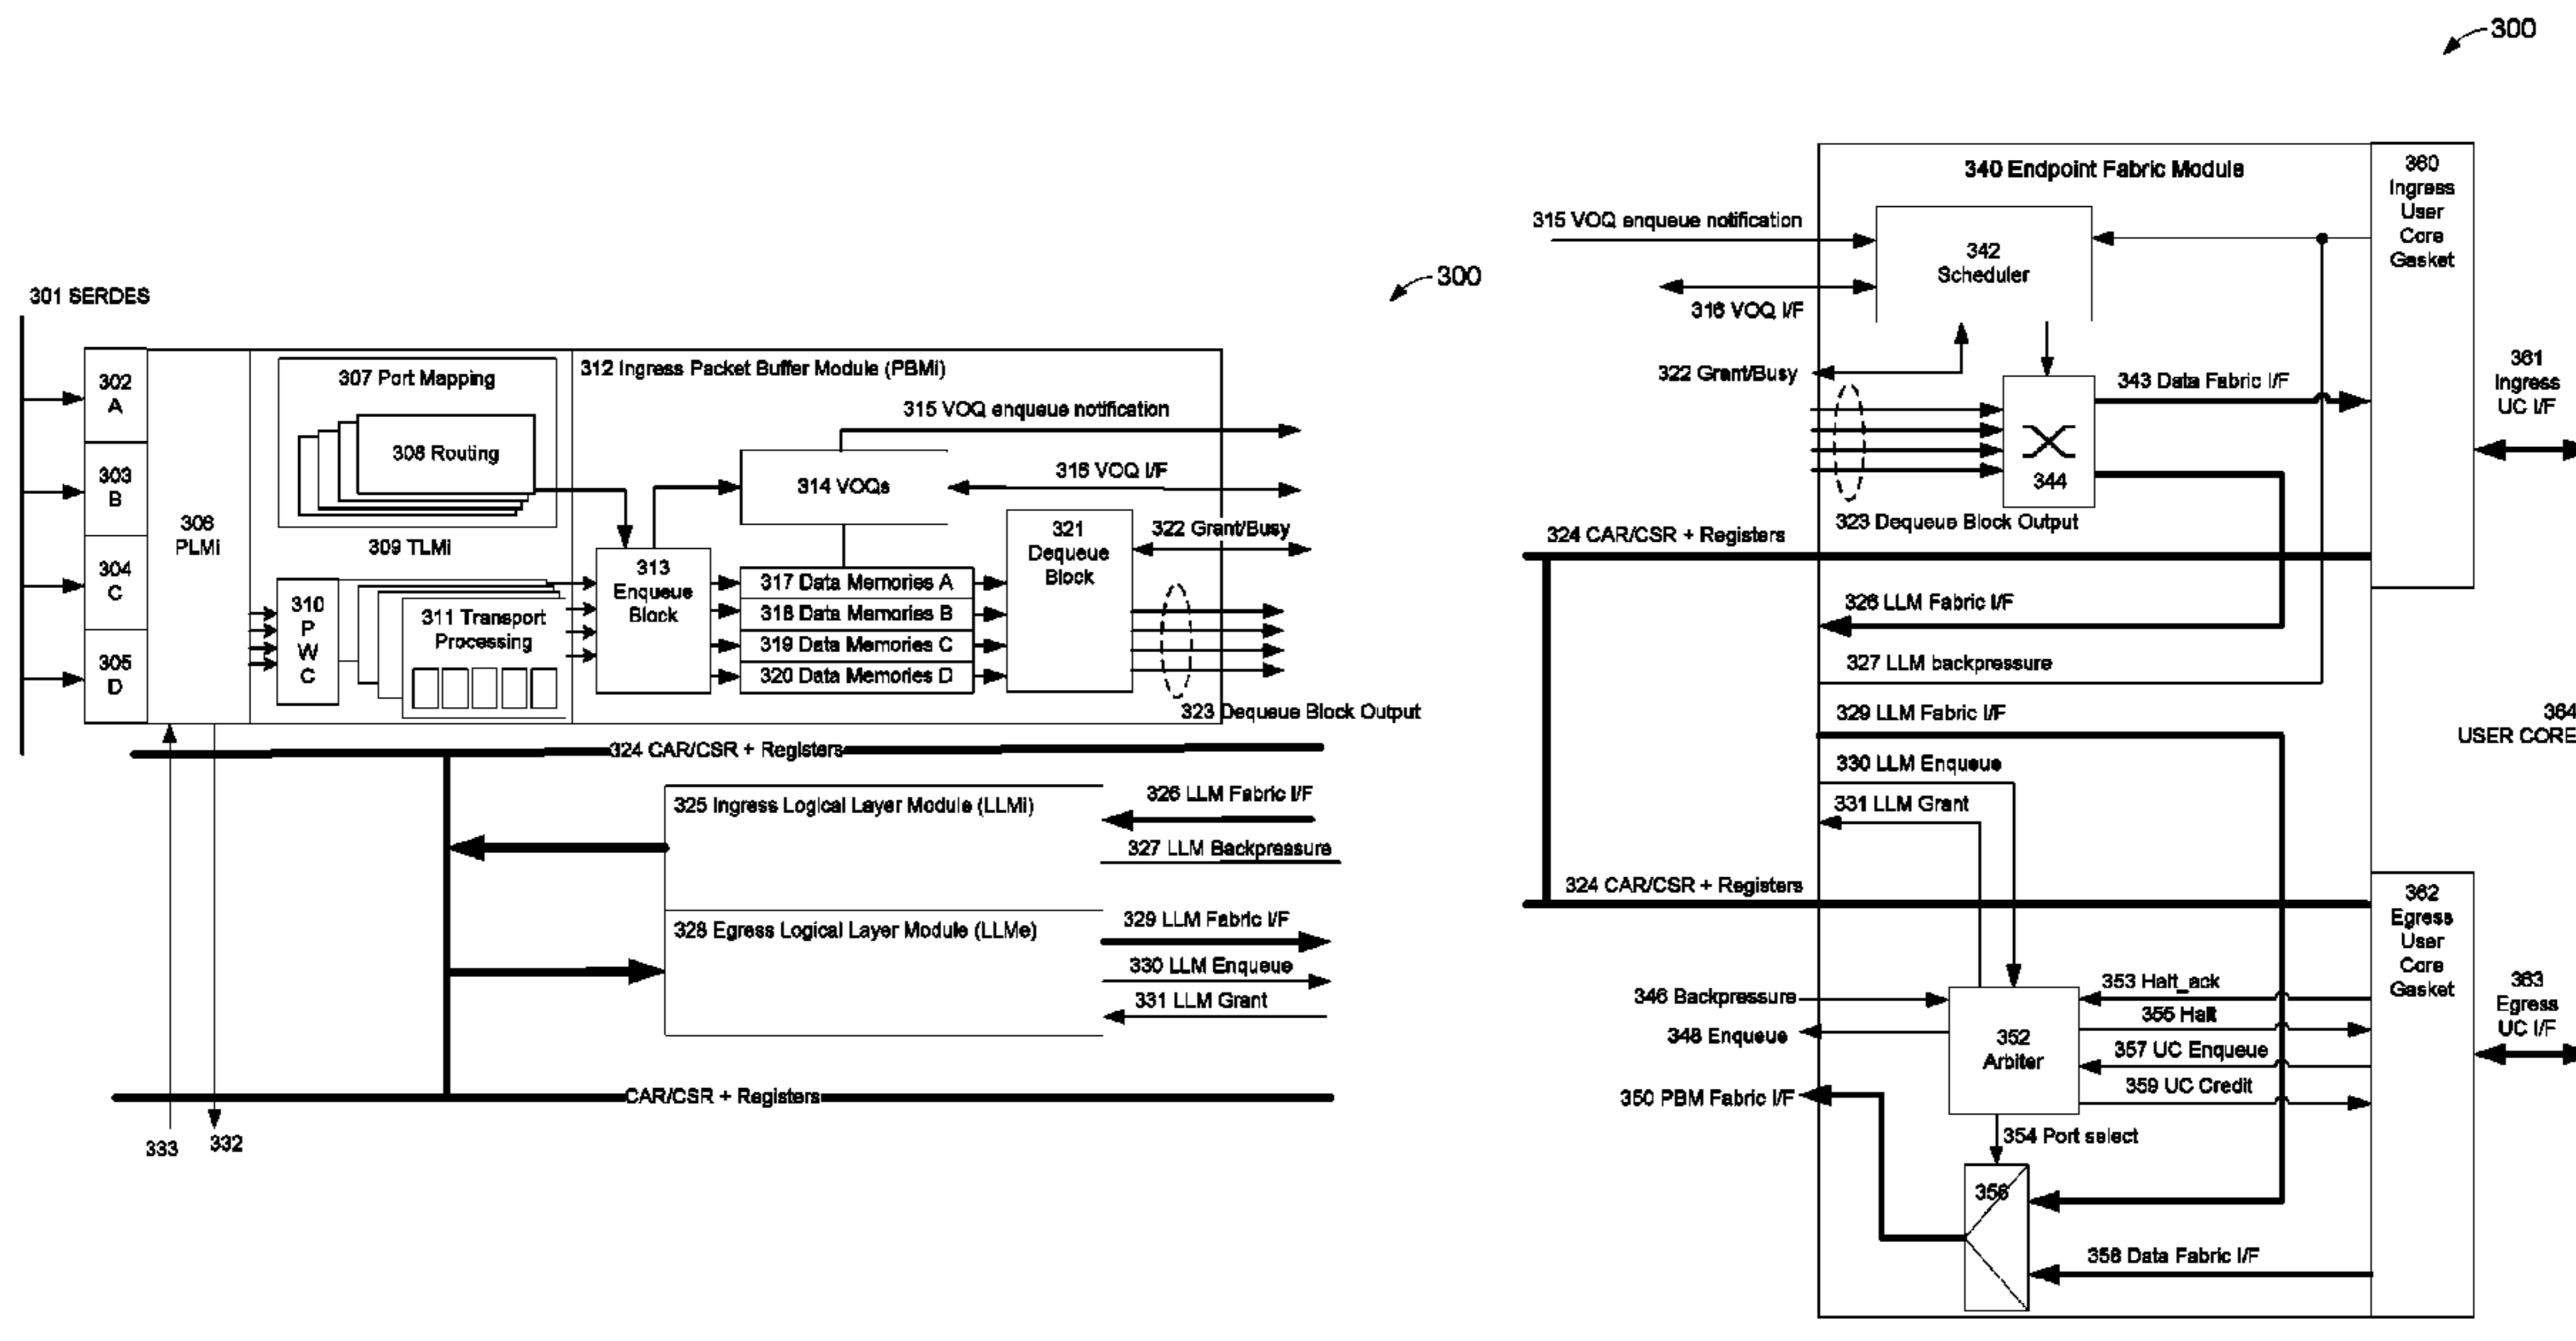 300
301 SERDES
302
A
303
B
304
C
305
D
306
PLMi
307 Port Mapping
308 Routing
309 TLMi
310
P
W
C
311 Transport
Processing
312 Ingress Packet Buffer Module (PBMi)
313
Enqueue
Block
314 VOQs
315 VOQ enqueue notification
316 VOQ I/F
317 Data Memories A
318 Data Memories B
319 Data Memories C
320 Data Memories D
321
Dequeue
Block
322 Grant/Busy
323 Dequeue Block Output
324 CAR/CSR + Registers
325 Ingress Logical Layer Module (LLMi)
326 LLM Fabric I/F
327 LLM Backpressure
328 Egress Logical Layer Module (LLMe)
329 LLM Fabric I/F
330 LLM Enqueue
331 LLM Grant
CAR/CSR + Registers
333
332
300
340 Endpoint Fabric Module
315 VOQ enqueue notification
316 VOQ I/F
342
Scheduler
322 Grant/Busy
343 Data Fabric I/F
344
323 Dequeue Block Output
324 CAR/CSR + Registers
326 LLM Fabric I/F
327 LLM backpressure
329 LLM Fabric I/F
330 LLM Enqueue
331 LLM Grant
324 CAR/CSR + Registers
346 Backpressure
348 Enqueue
350 PBM Fabric I/F
352
Arbiter
353 Halt_ack
355 Halt
357 UC Enqueue
359 UC Credit
354 Port select
356
358 Data Fabric I/F
360
Ingress
User
Core
Gasket
361
Ingress
UC I/F
364
USER CORE
362
Egress
User
Core
Gasket
363
Egress
UC I/F